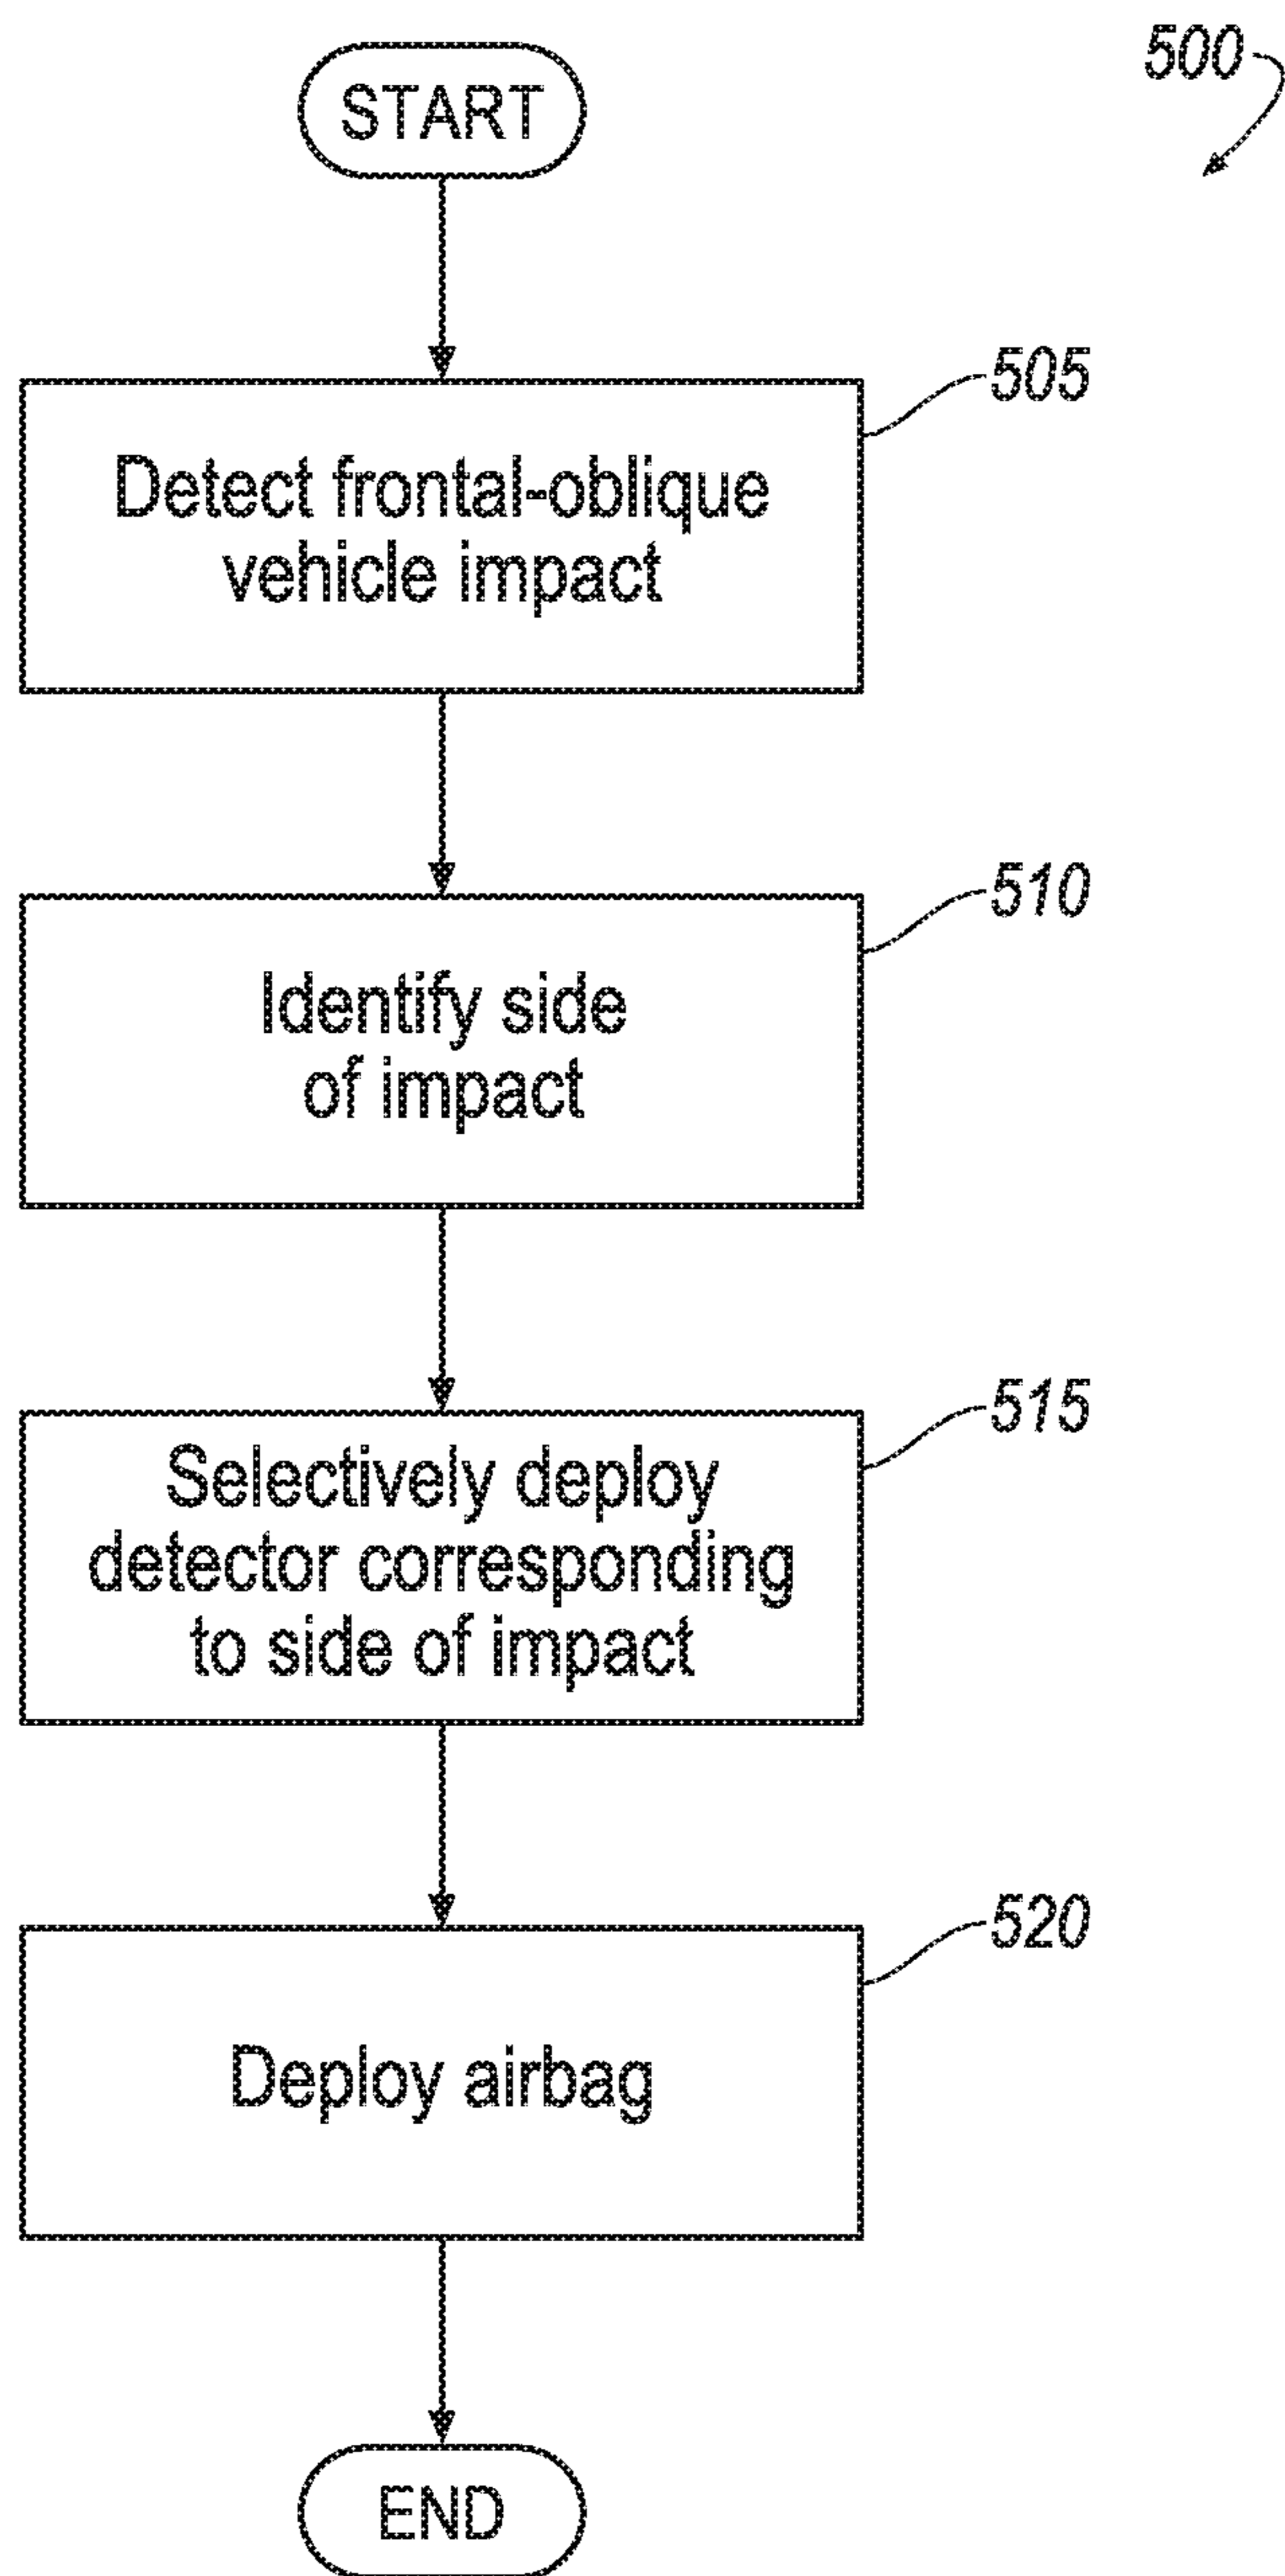 500
START
505
Detect frontal-oblique
vehicle impact
510
Identify side
of impact
515
Selectively deploy
detector corresponding
to side of impact
520
Deploy airbag
END